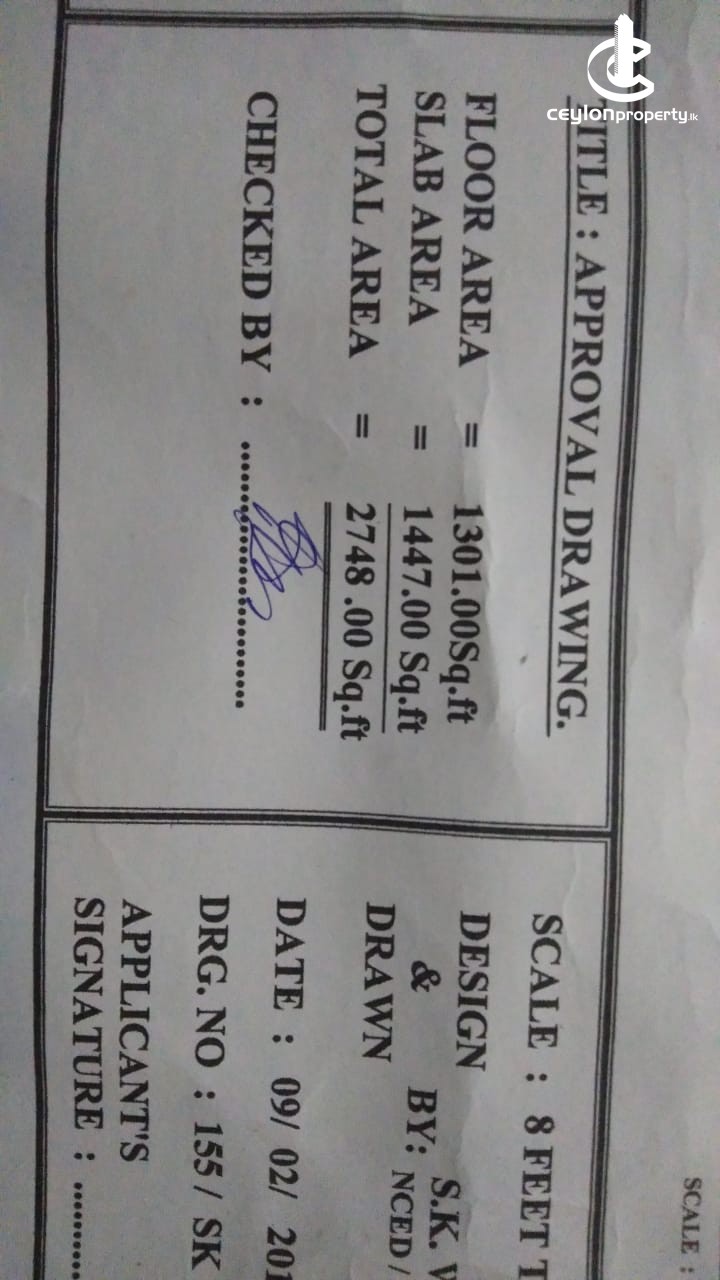 CEYLONPROPERTY.lk
TITLE : APPROVAL DRAWING.
FLOOR AREA = 1301.00Sq.ft
SLAB AREA = 1447.00 Sq.ft
TOTAL AREA = 2748 .00 Sq.ft
CHECKED BY : ..............................
SCALE : 8 FEET T
DESIGN
& BY: S.K.
DRAWN NCED /
DATE : 09/ 02/ 201
DRG. NO : 155 / SK
APPLICANT'S
SIGNATURE : ...........
SCALE :